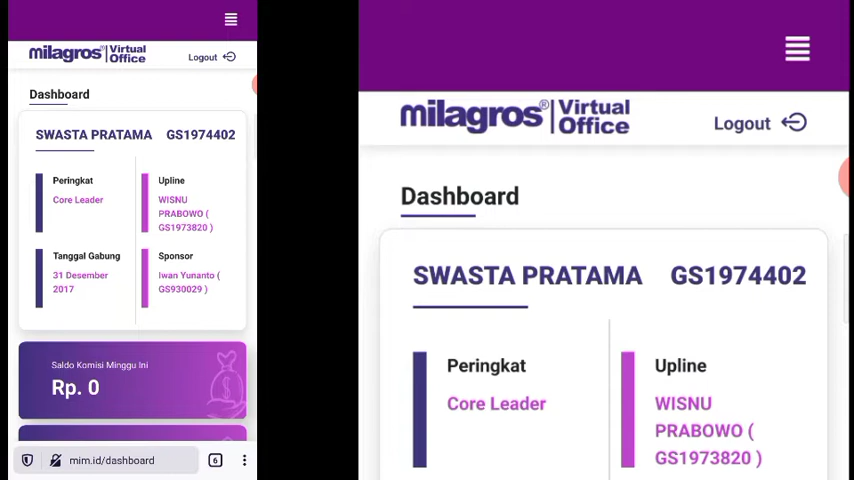 milagros® Virtual Office
Logout
Dashboard
SWASTA PRATAMA GS1974402
Peringkat
Core Leader
Upline
WISNU
PRABOWO (
GS1973820 )
Tanggal Gabung
31 Desember
2017
Sponsor
Iwan Yunanto (
GS930029 )
Saldo Komisi Minggu Ini
Rp. 0
mim.id/dashboard
6
milagros® Virtual Office
Logout
Dashboard
SWASTA PRATAMA GS1974402
Peringkat
Core Leader
Upline
WISNU
PRABOWO (
GS1973820 )